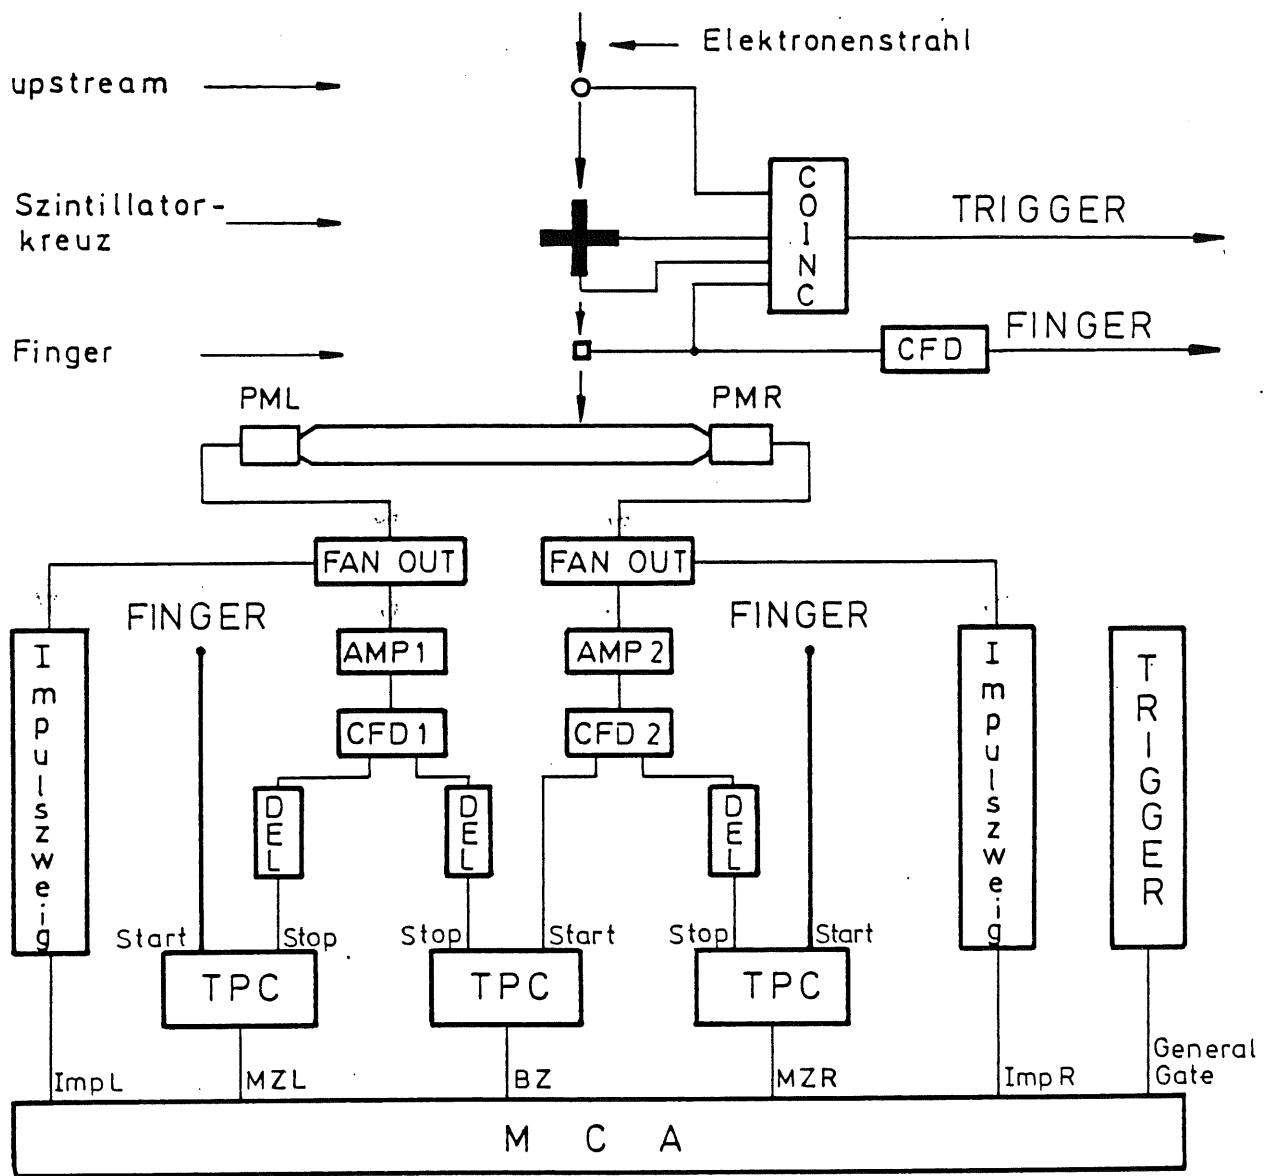 Elektronenstrahl
upstream
COINC
Szintillator-
kreuz
TRIGGER
FINGER
Finger
CFD
PML
PMR
FAN OUT
FAN OUT
FINGER
FINGER
Impulszweig
AMP1
AMP2
Impulszweig
TRIGGER
CFD1
CFD2
DEL
DEL
DEL
Start
Stop
Stop
Start
Stop
Start
TPC
TPC
TPC
General
Gate
ImpL
MZL
BZ
MZR
ImpR
M C A